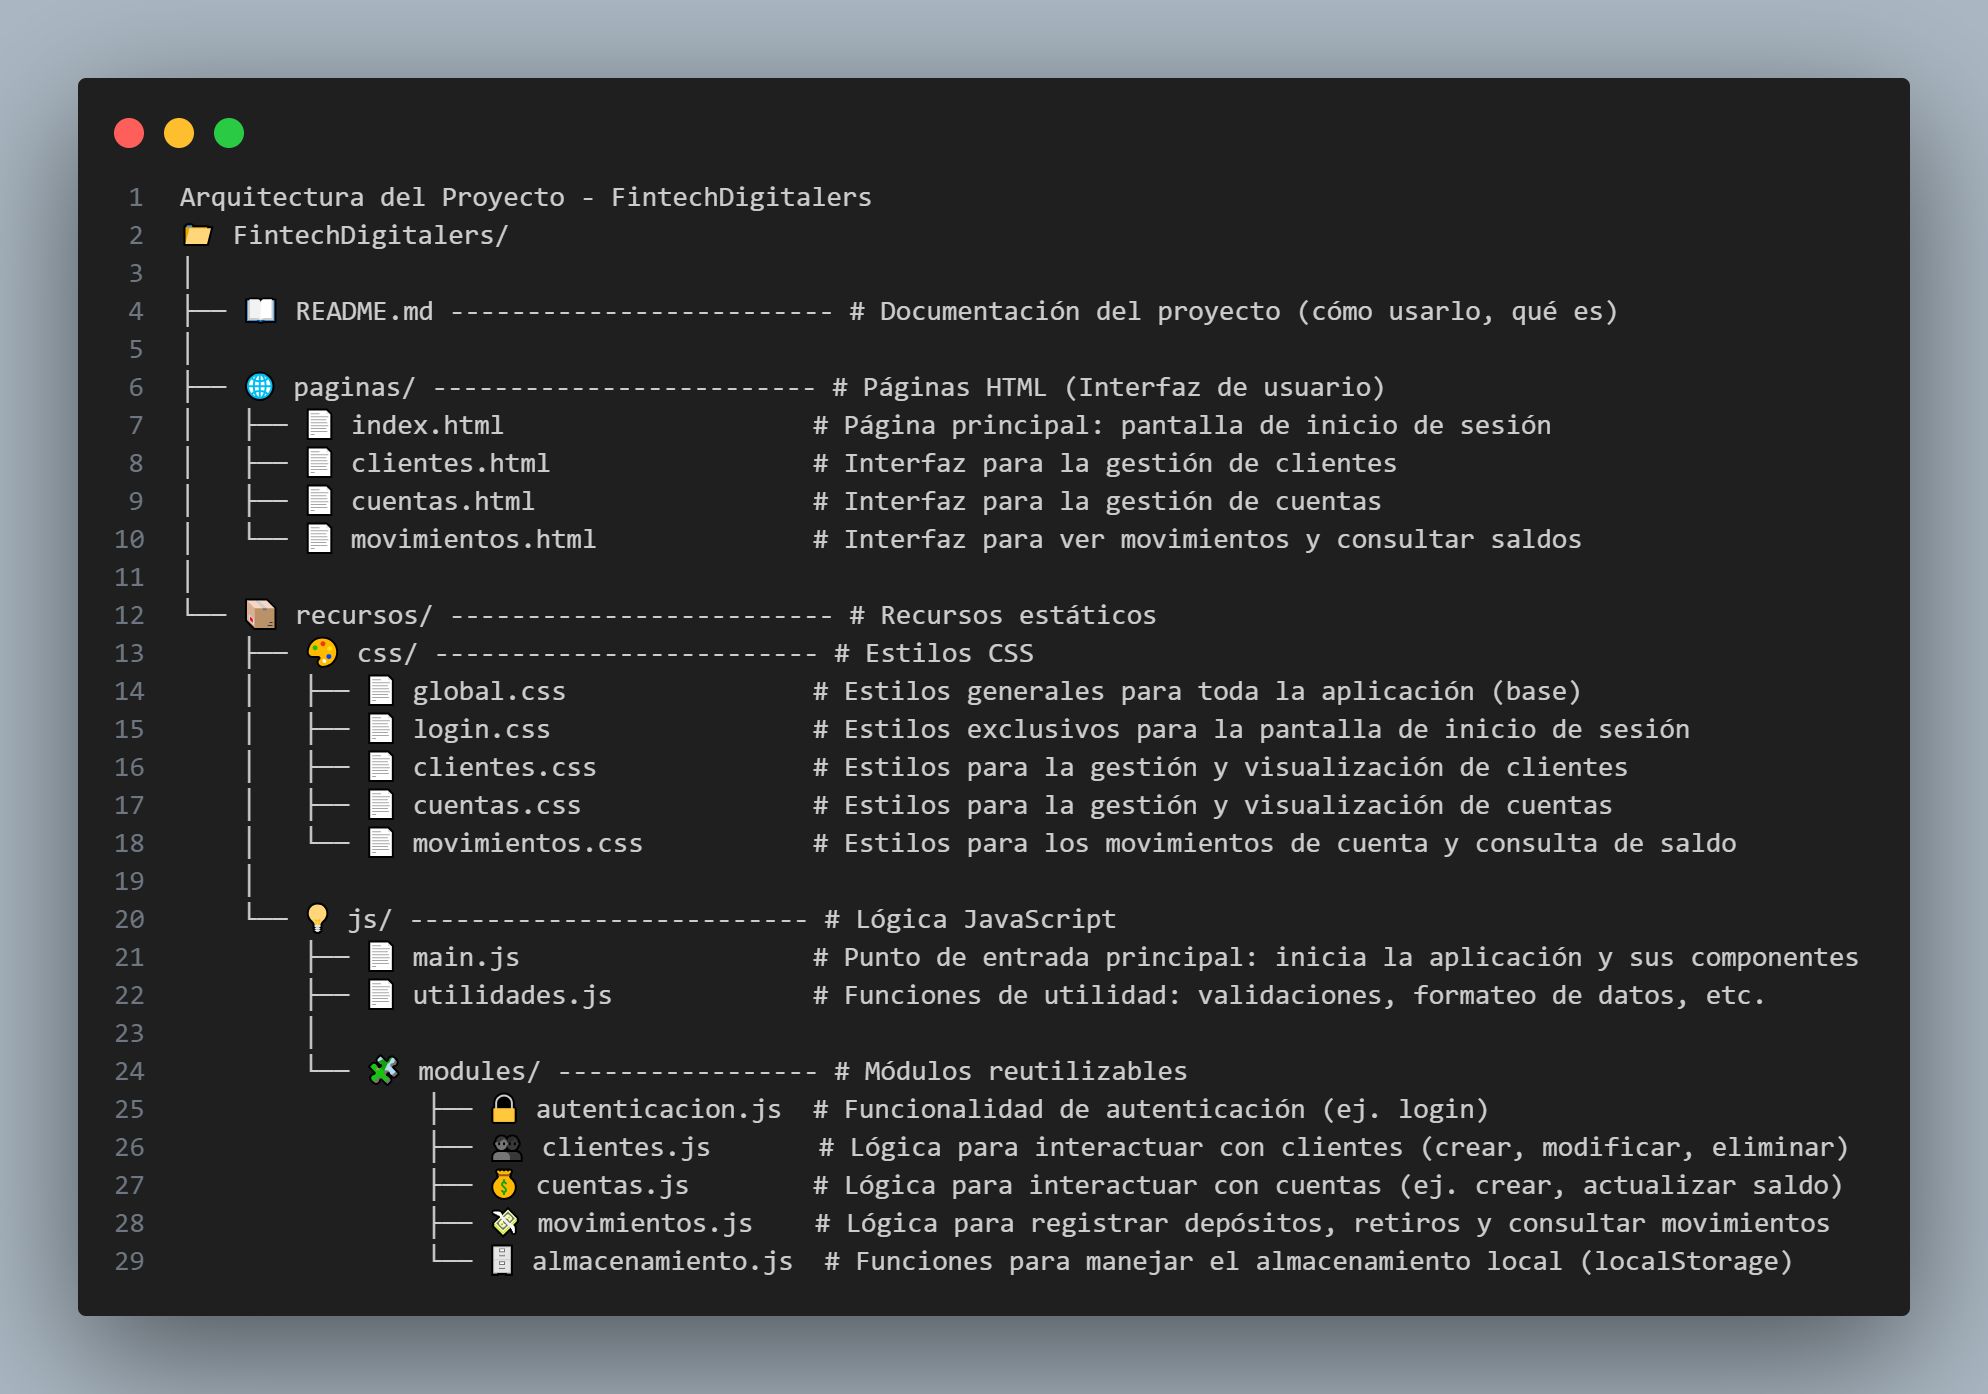 1 Arquitectura del Proyecto - FintechDigitalers
2 📂 FintechDigitalers/
3 │
4 ├── 📖 README.md ------------------------- # Documentación del proyecto (cómo usarlo, qué es)
5 │
6 ├── 🌐 paginas/ ------------------------- # Páginas HTML (Interfaz de usuario)
7 │   ├── 📄 index.html                    # Página principal: pantalla de inicio de sesión
8 │   ├── 📄 clientes.html                 # Interfaz para la gestión de clientes
9 │   ├── 📄 cuentas.html                  # Interfaz para la gestión de cuentas
10 │   └── 📄 movimientos.html              # Interfaz para ver movimientos y consultar saldos
11 │
12 └── 📦 recursos/ ------------------------- # Recursos estáticos
13     ├── 🎨 css/ ------------------------- # Estilos CSS
14     │   ├── 📄 global.css                # Estilos generales para toda la aplicación (base)
15     │   ├── 📄 login.css                 # Estilos exclusivos para la pantalla de inicio de sesión
16     │   ├── 📄 clientes.css              # Estilos para la gestión y visualización de clientes
17     │   ├── 📄 cuentas.css               # Estilos para la gestión y visualización de cuentas
18     │   └── 📄 movimientos.css           # Estilos para los movimientos de cuenta y consulta de saldo
19     │
20     └── 💡 js/ -------------------------- # Lógica JavaScript
21         ├── 📄 main.js                   # Punto de entrada principal: inicia la aplicación y sus componentes
22         ├── 📄 utilidades.js             # Funciones de utilidad: validaciones, formateo de datos, etc.
23         │
24         └── 🧩 modules/ ----------------- # Módulos reutilizables
25                 ├── 🔒 autenticacion.js  # Funcionalidad de autenticación (ej. login)
26                 ├── 👥 clientes.js       # Lógica para interactuar con clientes (crear, modificar, eliminar)
27                 ├── 💰 cuentas.js        # Lógica para interactuar con cuentas (ej. crear, actualizar saldo)
28                 ├── 💸 movimientos.js    # Lógica para registrar depósitos, retiros y consultar movimientos
29                 └── 🗄️ almacenamiento.js  # Funciones para manejar el almacenamiento local (localStorage)